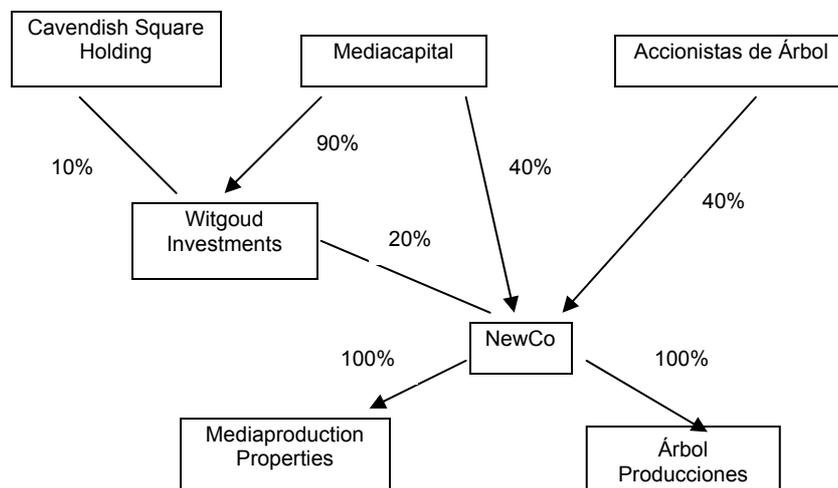 Cavendish Square
Holding
Mediacapital
Accionistas de Árbol
10%
90%
40%
40%
Witgoud
Investments
20%
NewCo
100%
100%
Mediaproduction
Properties
Árbol
Producciones